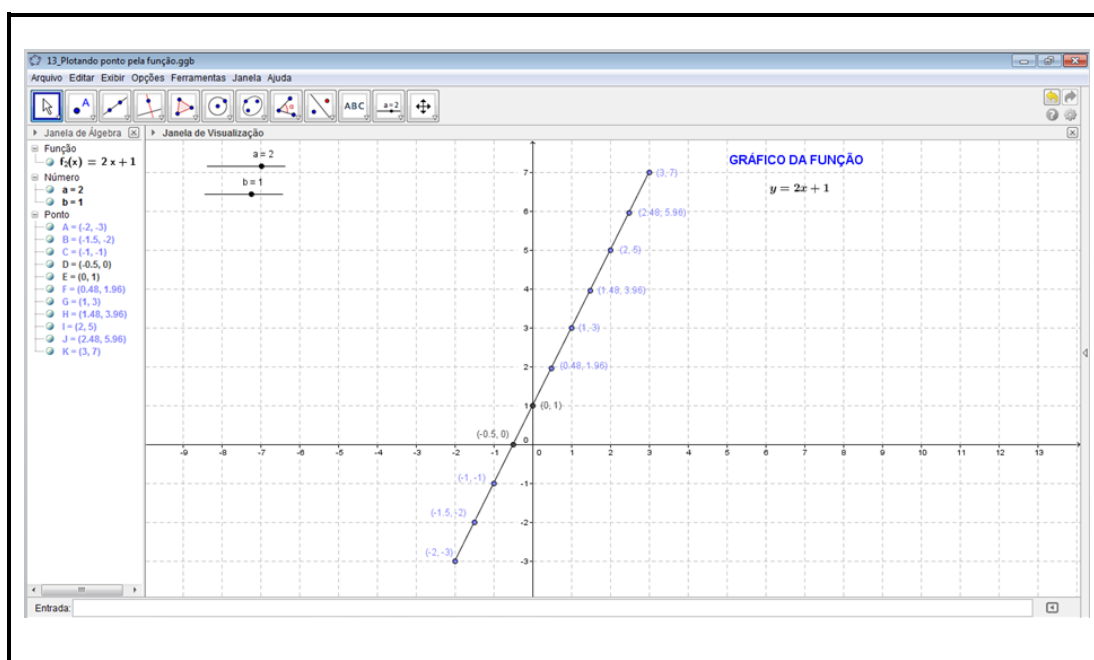 13_Plotando ponto pela função.ggb
Arquivo Editar Exibir Opções Ferramentas Janela Ajuda
A
ABC
a=2
Janela de Álgebra
Janela de Visualização
Função
f₂(x) = 2 x + 1
Número
a = 2
b = 1
Ponto
A = (-2, -3)
B = (-1.5, -2)
C = (-1, -1)
D = (-0.5, 0)
E = (0, 1)
F = (0.48, 1.96)
G = (1, 3)
H = (1.48, 3.96)
I = (2, 5)
J = (2.48, 5.96)
K = (3, 7)
a = 2
b = 1
GRÁFICO DA FUNÇÃO
y = 2x + 1
7
(3, 7)
6
(2.48, 5.96)
5
(2, 5)
4
(1.48, 3.96)
3
(1, 3)
2
(0.48, 1.96)
1
(0, 1)
(-0.5, 0)
0
-9 -8 -7 -6 -5 -4 -3 -2 -1 0 1 2 3 4 5 6 7 8 9 10 11 12 13
(-1, -1)
-1
(-1.5, -2)
-2
(-2, -3)
-3
Entrada: